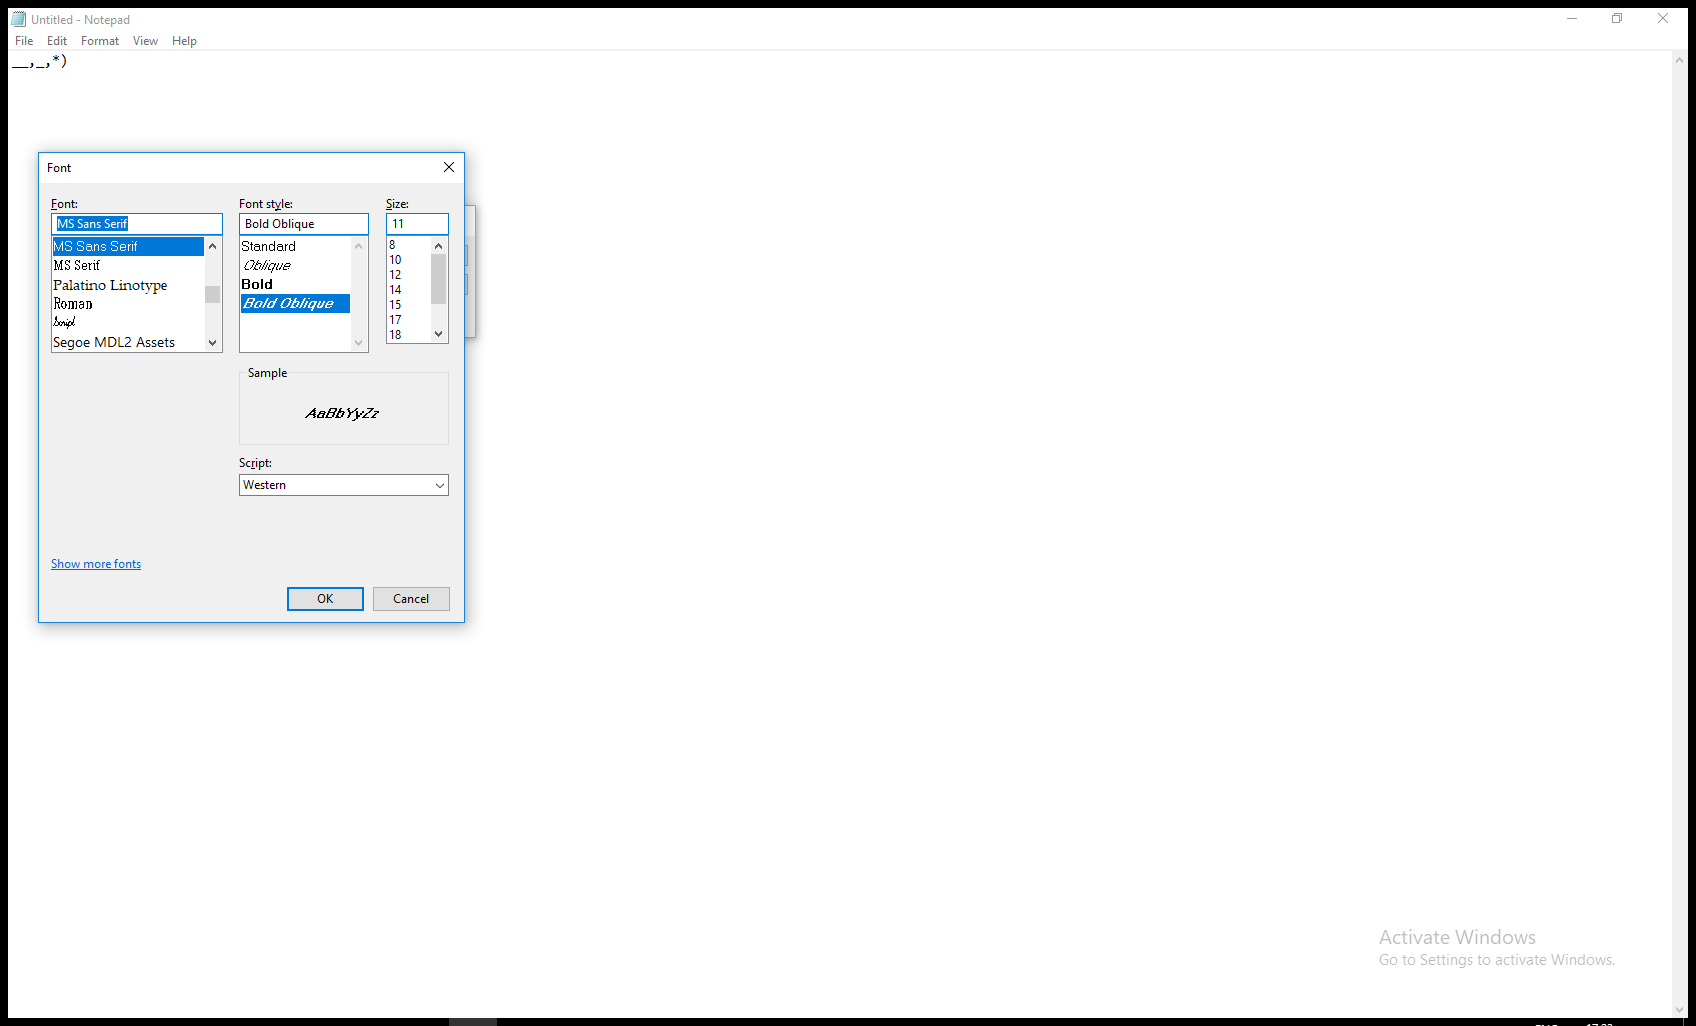 Untitled - Notepad
File Edit Format View Help
__,_,*)
Font
Font: Font style: Size:
MS Sans Serif Bold Oblique 11
MS Sans Serif Standard 8
MS Serif Oblique 10
Palatino Linotype Bold 12
Roman Bold Oblique 14
Script 15
Segoe MDL2 Assets 17
18
Sample
AaBbYyZz
Script:
Western
Show more fonts
OK Cancel
Activate Windows
Go to Settings to activate Windows.